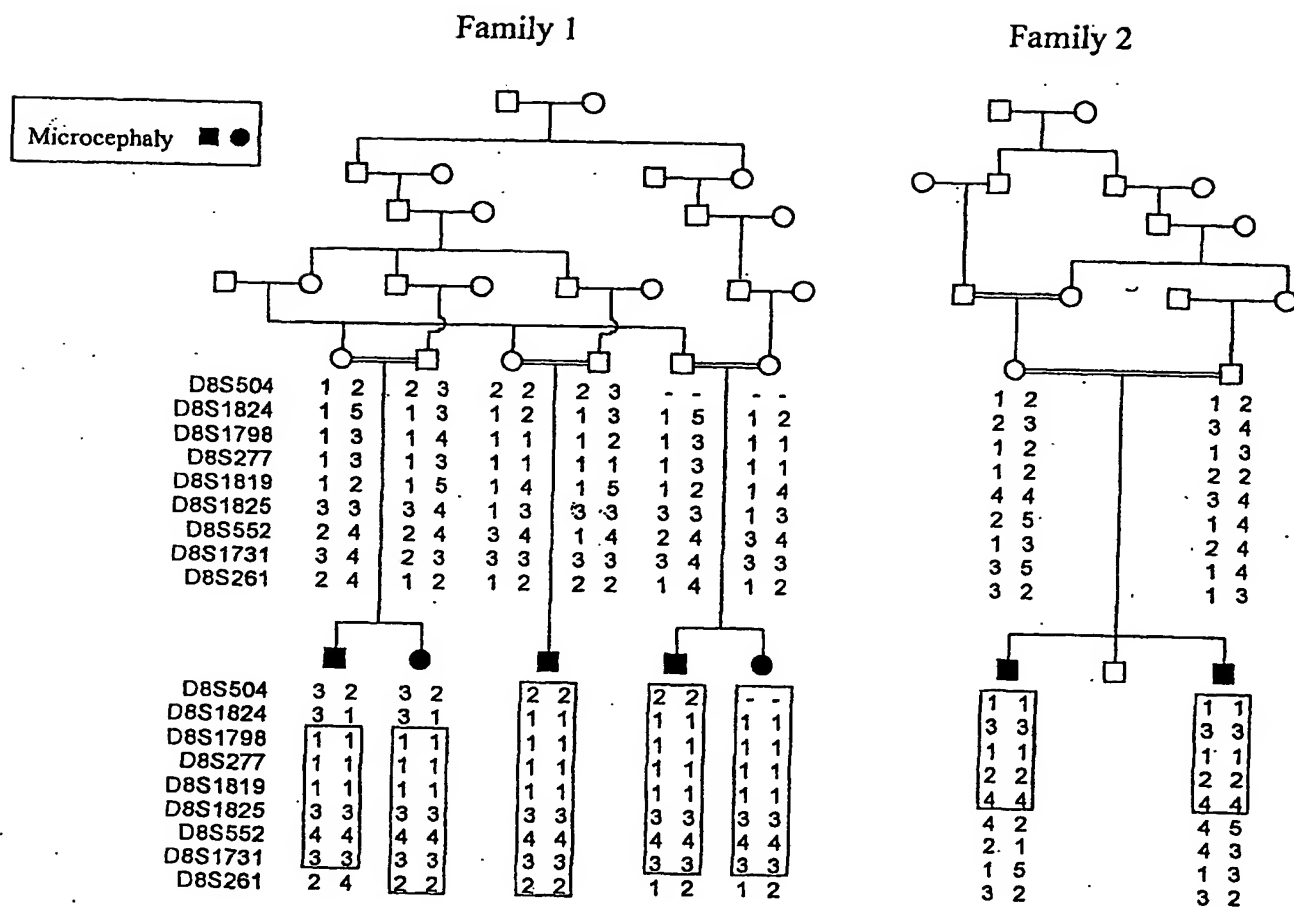 Family 1
Family 2
Microcephaly
D8S504 1 2 2 3 2 2 2 3 - - - - 1 2 1 2
D8S1824 1 5 1 3 1 2 1 3 1 5 1 2 2 3 3 4
D8S1798 1 3 1 4 1 1 1 2 1 3 1 1 1 2 1 3
D8S277 1 3 1 3 1 1 1 1 1 3 1 1 1 2 2 2
D8S1819 1 2 1 5 1 4 1 5 1 2 1 4 4 4 3 4
D8S1825 3 3 3 4 1 3 3 3 3 3 1 3 2 5 1 4
D8S552 2 4 2 4 3 4 1 4 2 4 3 4 1 3 2 4
D8S1731 3 4 2 3 3 3 3 3 3 4 3 3 3 5 1 4
D8S261 2 4 1 2 1 2 2 2 1 4 1 2 3 2 1 3
D8S504 3 2 3 2 2 2 2 2 - - 1 1 1 1
D8S1824 3 1 3 1 1 1 1 1 1 1 3 3 3 3
D8S1798 1 1 1 1 1 1 1 1 1 1 1 1 1 1
D8S277 1 1 1 1 1 1 1 1 1 1 2 2 2 2
D8S1819 1 1 1 1 1 1 1 1 1 1 4 4 4 4
D8S1825 3 3 3 3 3 3 3 3 3 3 4 2 4 5
D8S552 4 4 4 4 4 4 4 4 4 4 2 1 4 3
D8S1731 3 3 3 3 3 3 3 3 3 3 1 5 1 3
D8S261 2 4 2 2 2 2 1 2 1 2 3 2 3 2